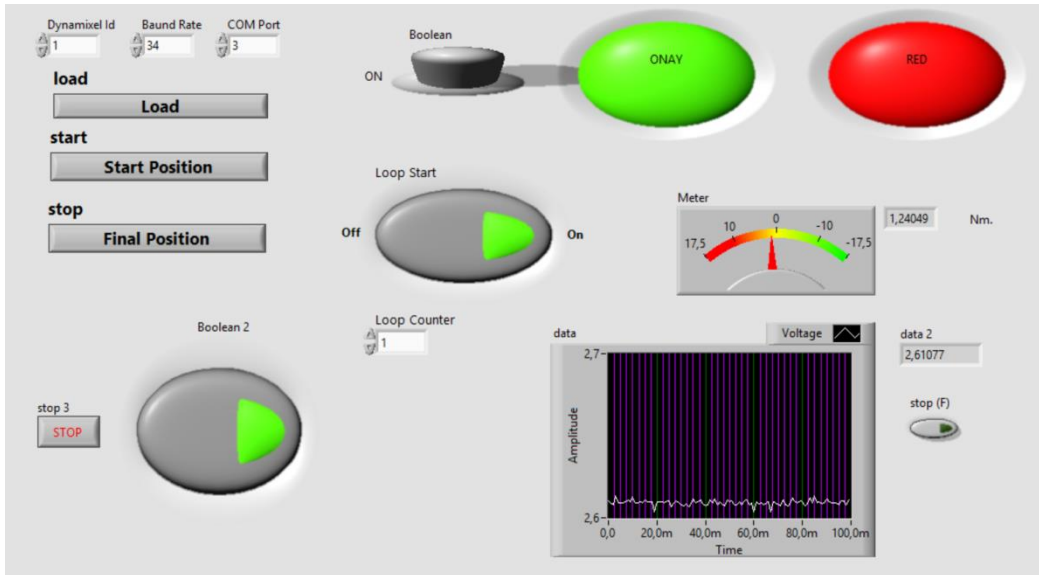 Dynamixel Id
Baund Rate
COM Port
1
34
3
load
Load
start
Start Position
stop
Final Position
Boolean
ON
ONAY
RED
Loop Start
Off
On
Meter
17,5
10
0
-10
-17,5
1,24049
Nm.
Loop Counter
1
Boolean 2
stop 3
STOP
data
Voltage
2,7
2,6
Amplitude
0,0
20,0m
40,0m
60,0m
80,0m
100,0m
Time
data 2
2,61077
stop (F)